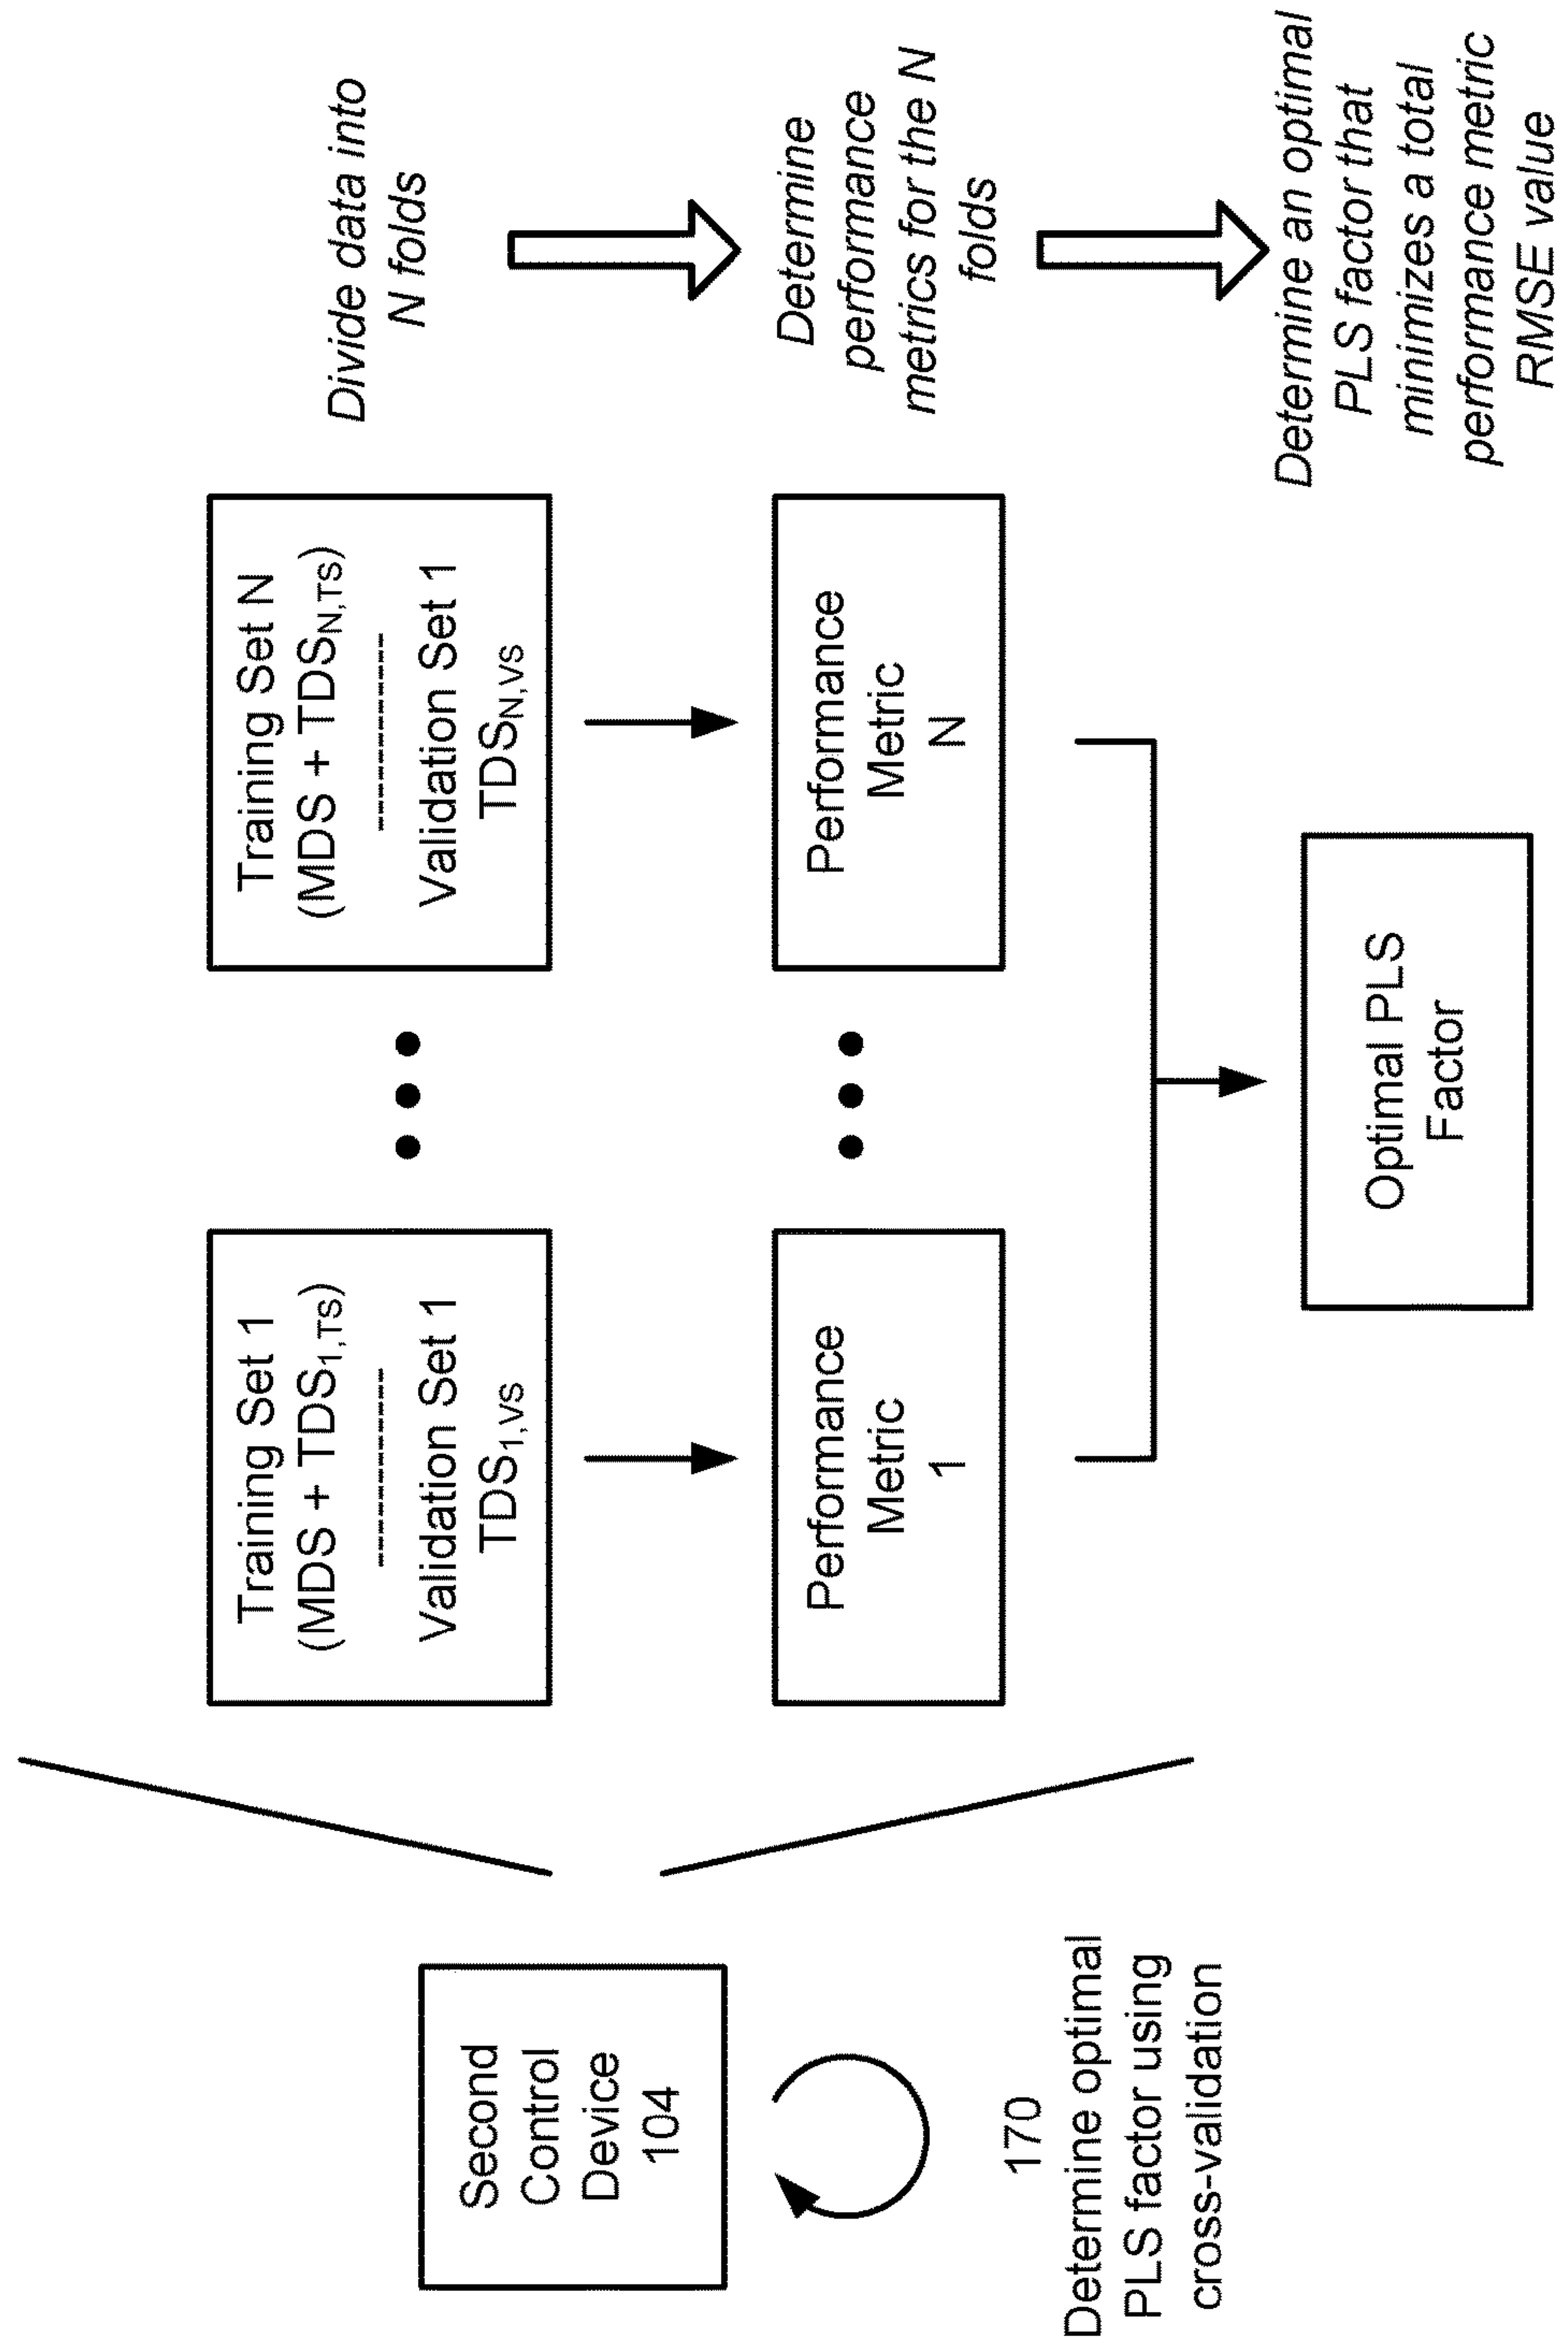 Second
Control
Device
104
170
Determine optimal
PLS factor using
cross-validation
Training Set 1
(MDS + TDS1,TS)
Validation Set 1
TDS1,VS
Training Set N
(MDS + TDSN,TS)
Validation Set 1
TDSN,VS
Divide data into
N folds
Performance
Metric
1
Performance
Metric
N
Determine
performance
metrics for the N
folds
Optimal PLS
Factor
Determine an optimal
PLS factor that
minimizes a total
performance metric
RMSE value